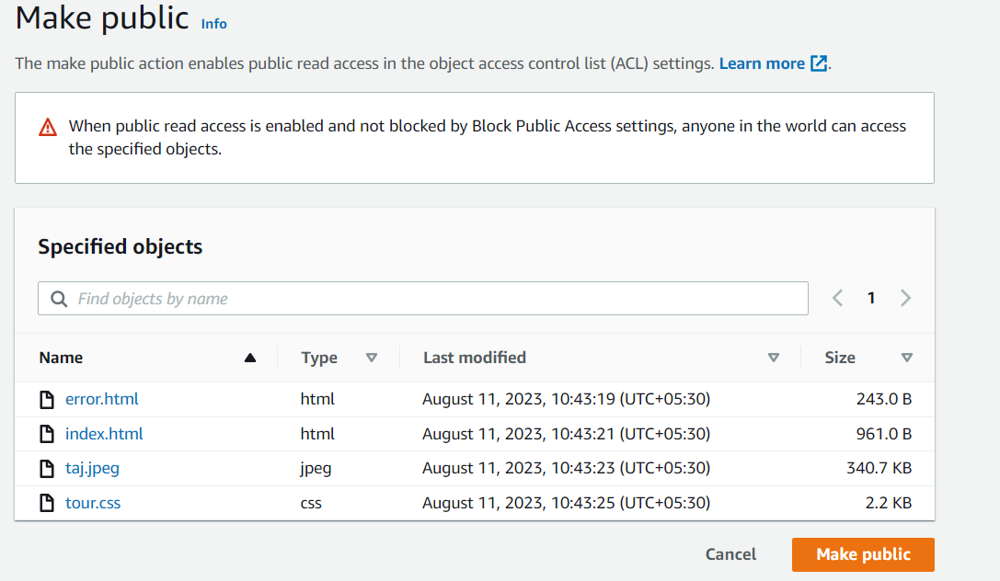 Make public Info
The make public action enables public read access in the object access control list (ACL) settings. Learn more.
When public read access is enabled and not blocked by Block Public Access settings, anyone in the world can access
the specified objects.
Specified objects
Find objects by name
1
Name Type Last modified Size
error.html html August 11, 2023, 10:43:19 (UTC+05:30) 243.0 B
index.html html August 11, 2023, 10:43:21 (UTC+05:30) 961.0 B
taj.jpeg jpeg August 11, 2023, 10:43:23 (UTC+05:30) 340.7 KB
tour.css css August 11, 2023, 10:43:25 (UTC+05:30) 2.2 KB
Cancel Make public